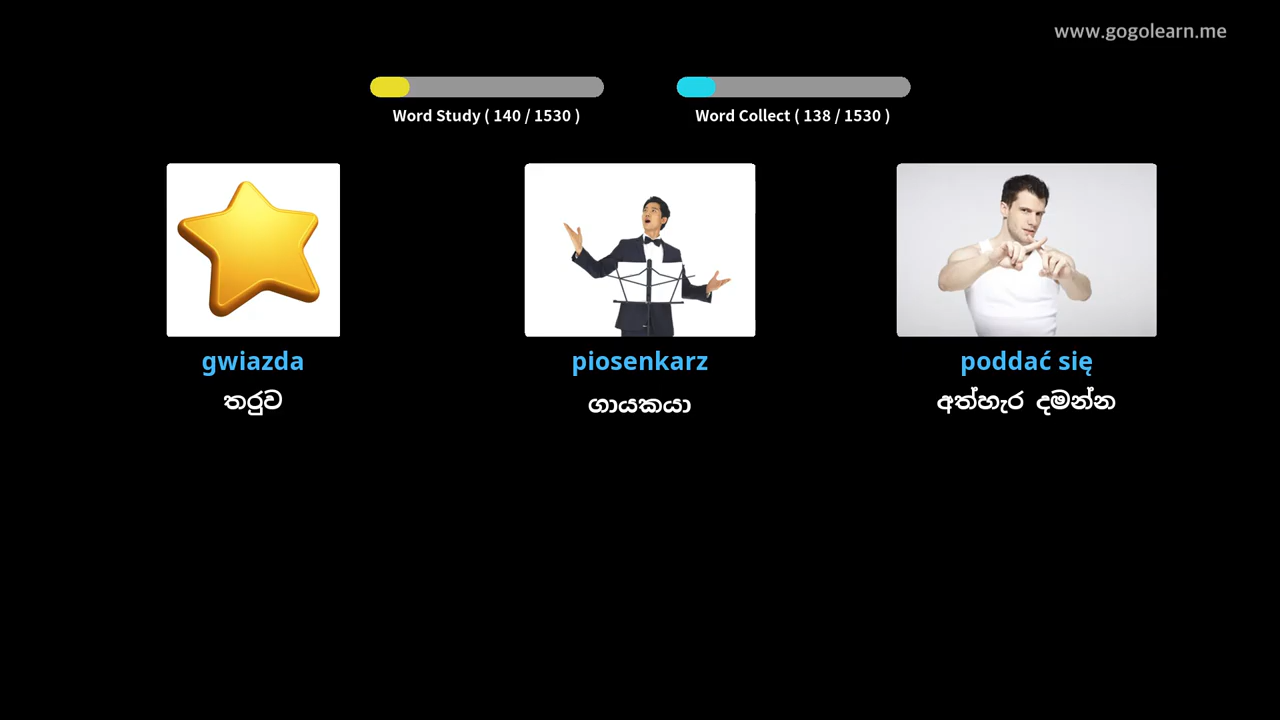 www.gogolearn.me
Word Study ( 140 / 1530 )
Word Collect ( 138 / 1530 )
gwiazda
තරුව
piosenkarz
ගායකයා
poddać się
අත්හැර දමන්න